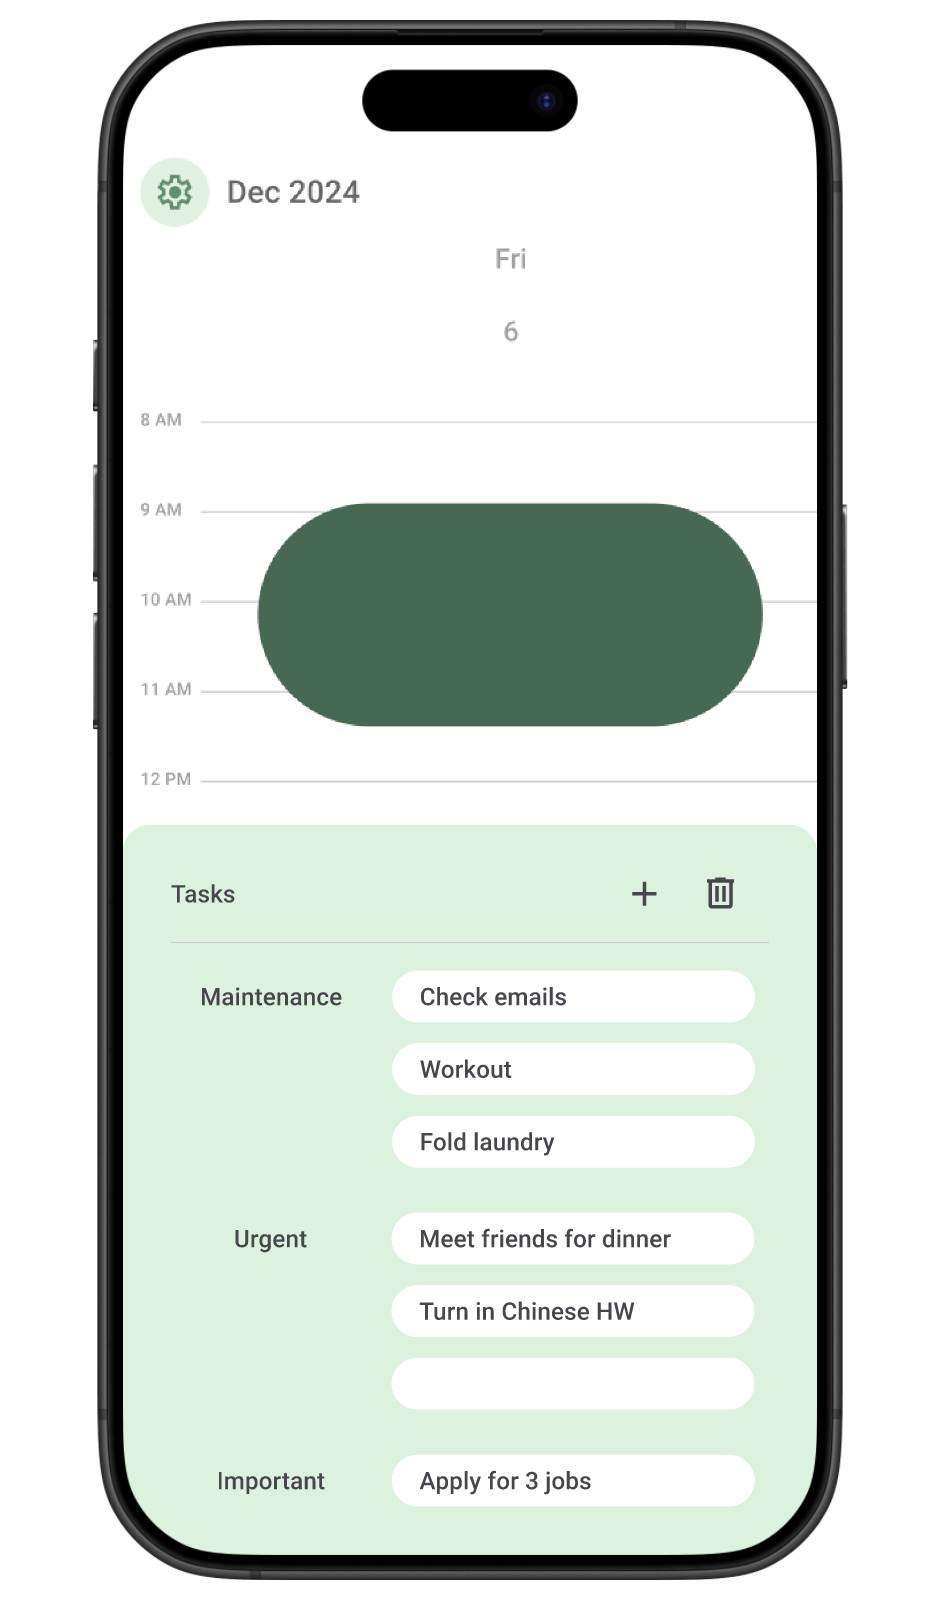 Dec 2024
Fri
6
8 AM
9 AM
10 AM
11 AM
12 PM
Tasks
Maintenance
Check emails
Workout
Fold laundry
Urgent
Meet friends for dinner
Turn in Chinese HW
Important
Apply for 3 jobs